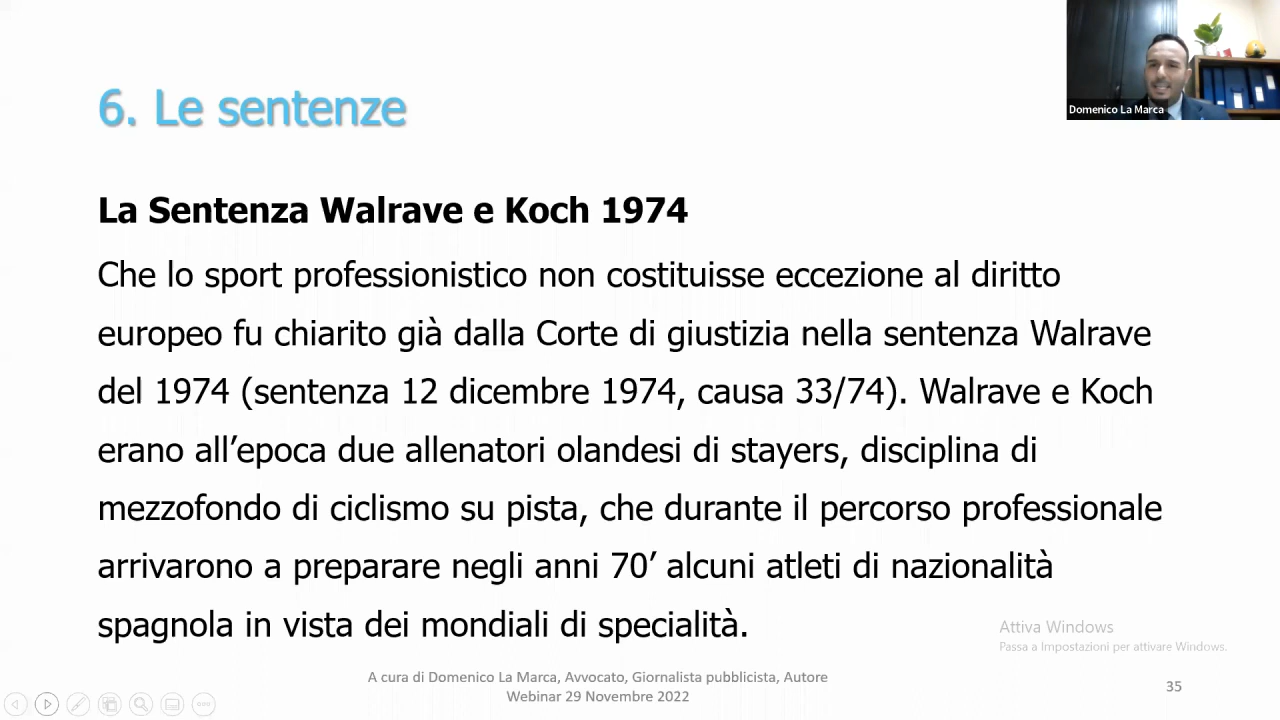 6. Le sentenze
Domenico La Marca
La Sentenza Walrave e Koch 1974
Che lo sport professionistico non costituisse eccezione al diritto
europeo fu chiarito già dalla Corte di giustizia nella sentenza Walrave
del 1974 (sentenza 12 dicembre 1974, causa 33/74). Walrave e Koch
erano all’epoca due allenatori olandesi di stayers, disciplina di
mezzofondo di ciclismo su pista, che durante il percorso professionale
arrivarono a preparare negli anni 70’ alcuni atleti di nazionalità
spagnola in vista dei mondiali di specialità.
Attiva Windows
Passa a Impostazioni per attivare Windows.
A cura di Domenico La Marca, Avvocato, Giornalista pubblicista, Autore
Webinar 29 Novembre 2022
35